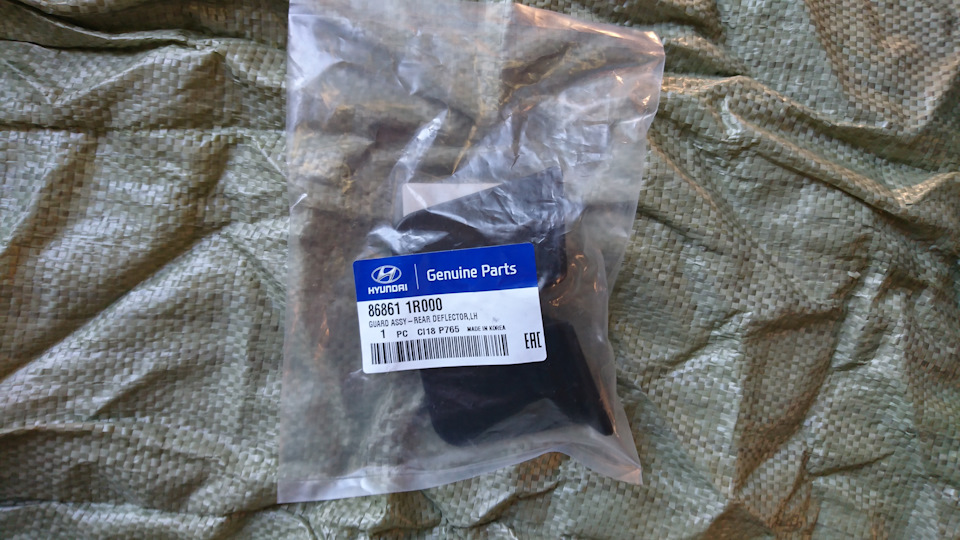 HYUNDAI
Genuine Parts
86861 1R000
GUARD ASSY-REAR DEFLECTOR,LH
1 PC CI18 P765 MADE IN KOREA
EAC